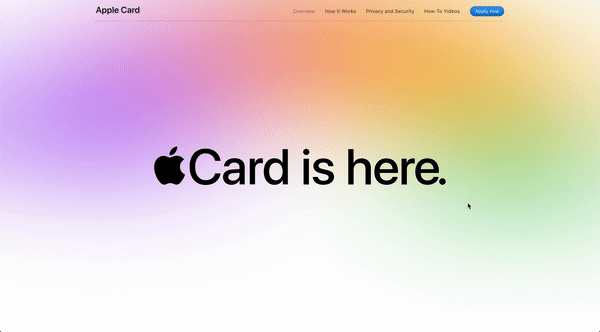 Apple Card
Overview How It Works Privacy and Security How-To Videos Apply now
Card is here.